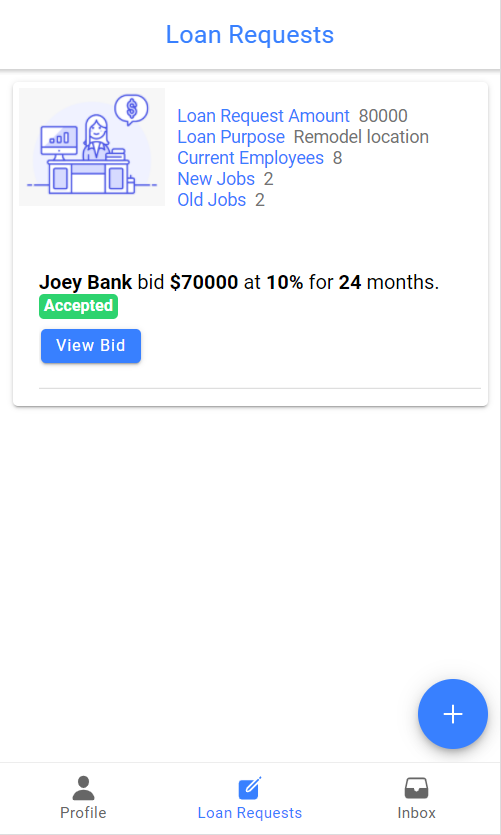 Loan Requests
Loan Request Amount 80000
Loan Purpose Remodel location
Current Employees 8
New Jobs 2
Old Jobs 2
Joey Bank bid $70000 at 10% for 24 months.
Accepted
View Bid
Profile
Loan Requests
Inbox